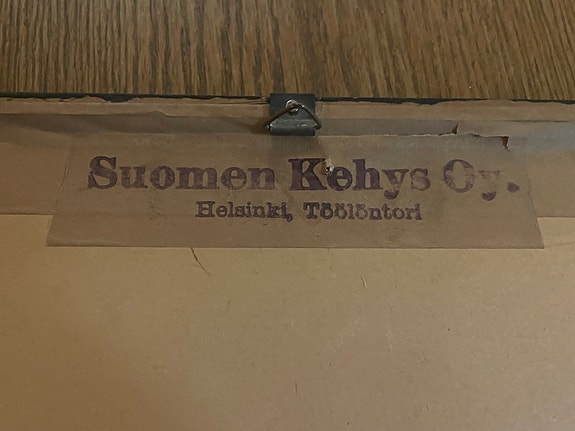 Suomen Kehys Oy.
Helsinki, Töölöntori